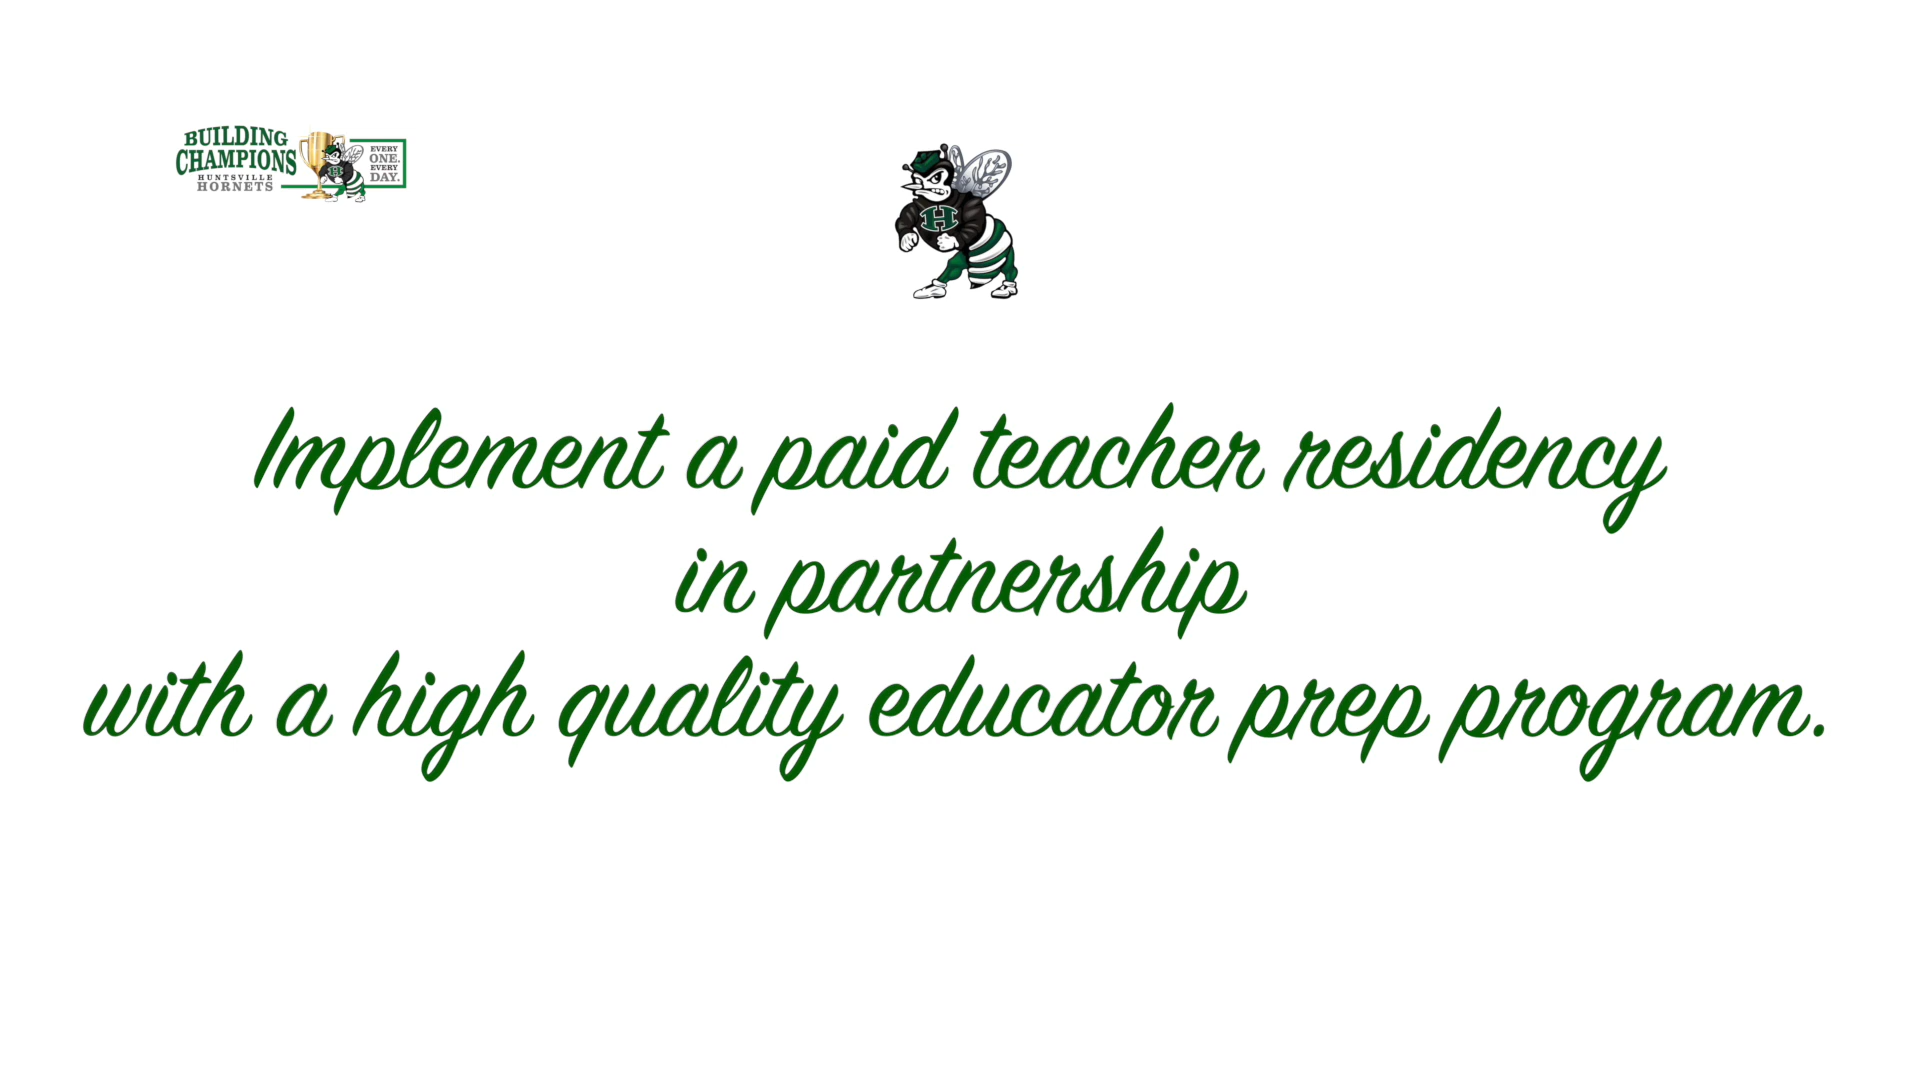 BUILDING
CHAMPIONS
HUNTSVILLE
HORNETS
EVERY
ONE.
EVERY
DAY.
H
H
Implement a paid teacher residency
in partnership
with a high quality educator prep program.